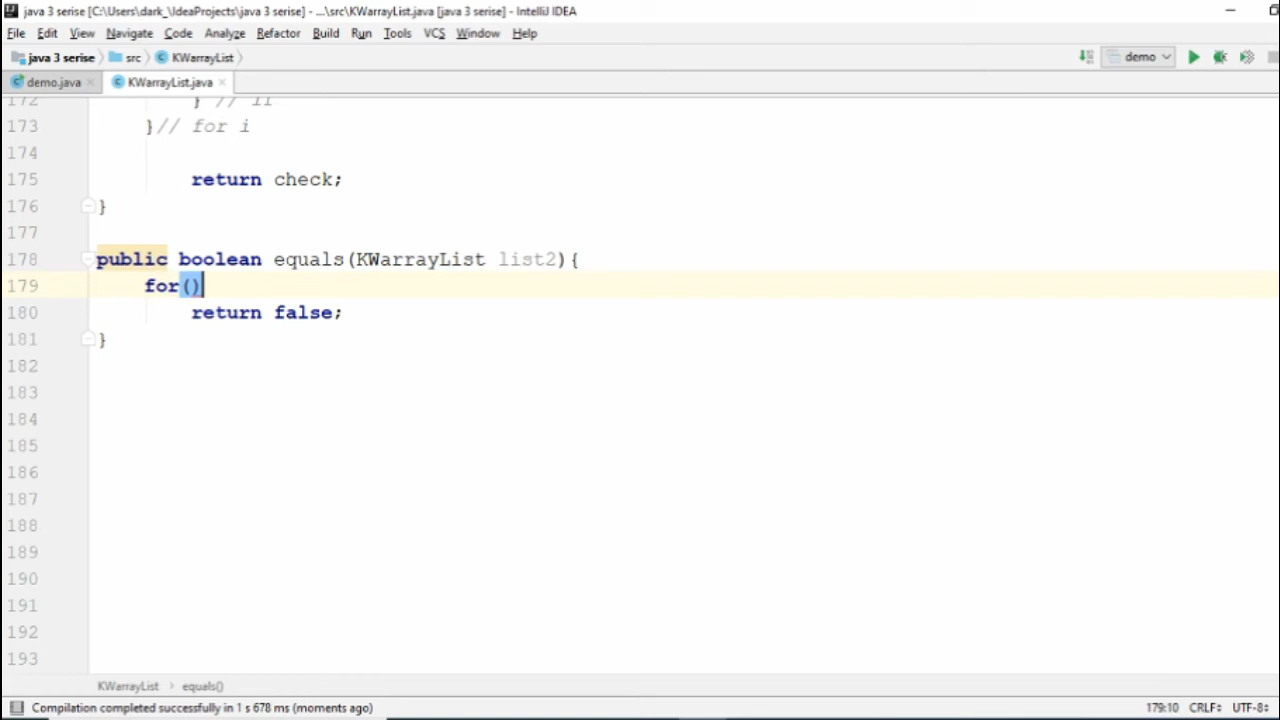 java 3 serise [C:\Users\dark_\IdeaProjects\java 3 serise] - ...\src\KWarrayList.java [java 3 serise] - IntelliJ IDEA
File Edit View Navigate Code Analyze Refactor Build Run Tools VCS Window Help
java 3 serise src KWarrayList demo
demo.java KWarrayList.java
172 } //
173 }// for i
174
175 return check;
176 }
177
178 public boolean equals(KWarrayList list2){
179 for()
180 return false;
181 }
182
183
184
185
186
187
188
189
190
191
192
193
KWarrayList equals()
Compilation completed successfully in 1 s 678 ms (moments ago) 179:10 CRLF UTF-8